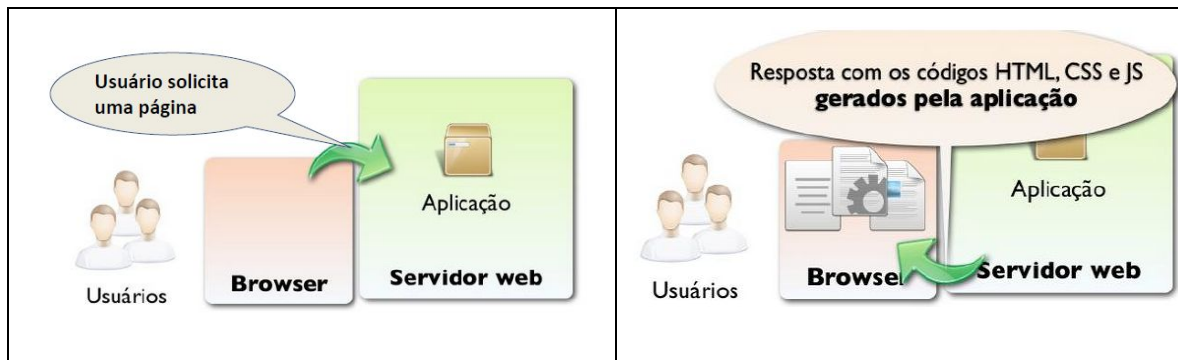 Usuário solicita
uma página
Aplicação
Browser
Servidor web
Usuários
Resposta com os códigos HTML, CSS e JS
gerados pela aplicação
Aplicação
Browser
Servidor web
Usuários